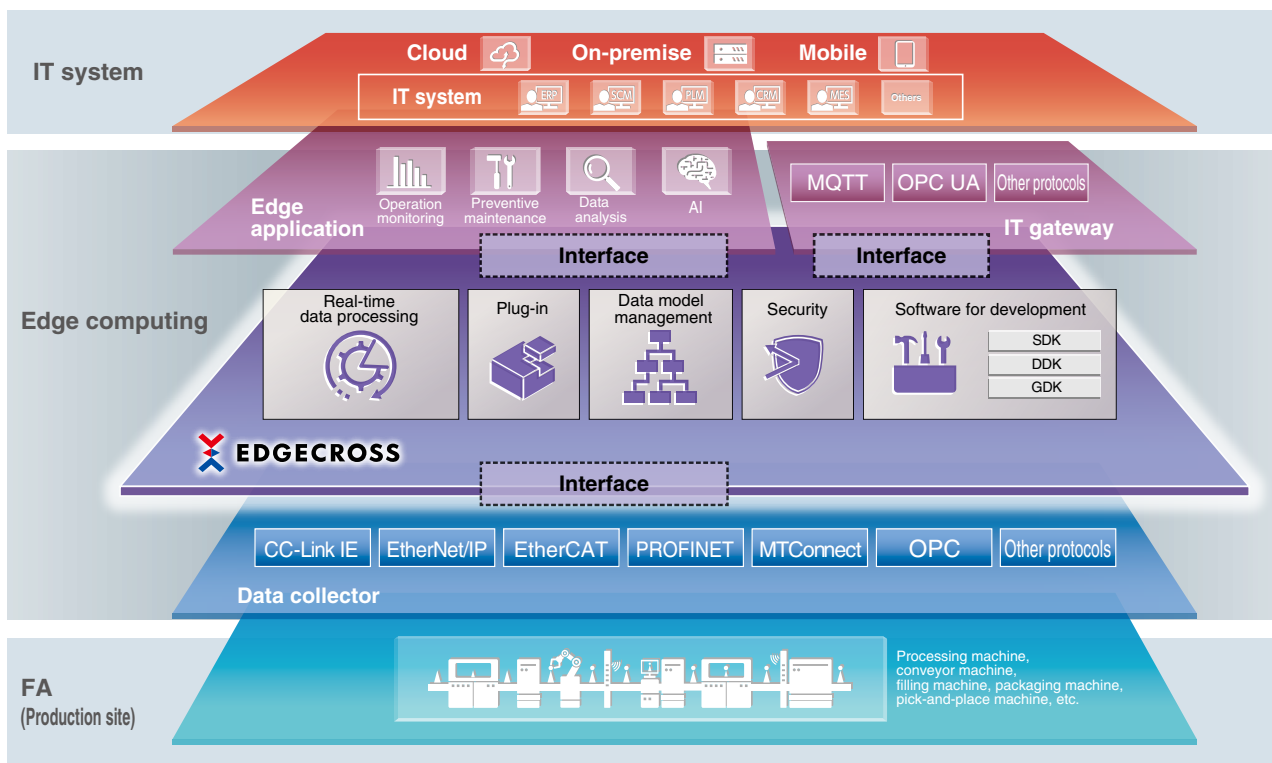 IT system
Cloud
On-premise
Mobile
IT system
ERP
SCM
PLM
CRM
MES
Others
Edge computing
Operation
monitoring
Preventive
maintenance
Data
analysis
AI
Edge
application
MQTT
OPC UA
Other protocols
IT gateway
Interface
Interface
Real-time
data processing
Plug-in
Data model
management
Security
Software for development
SDK
DDK
GDK
EDGECROSS
Interface
CC-Link IE
EtherNet/IP
EtherCAT
PROFINET
MTConnect
OPC
Other protocols
Data collector
FA
(Production site)
Processing machine,
conveyor machine,
filling machine, packaging machine,
pick-and-place machine, etc.